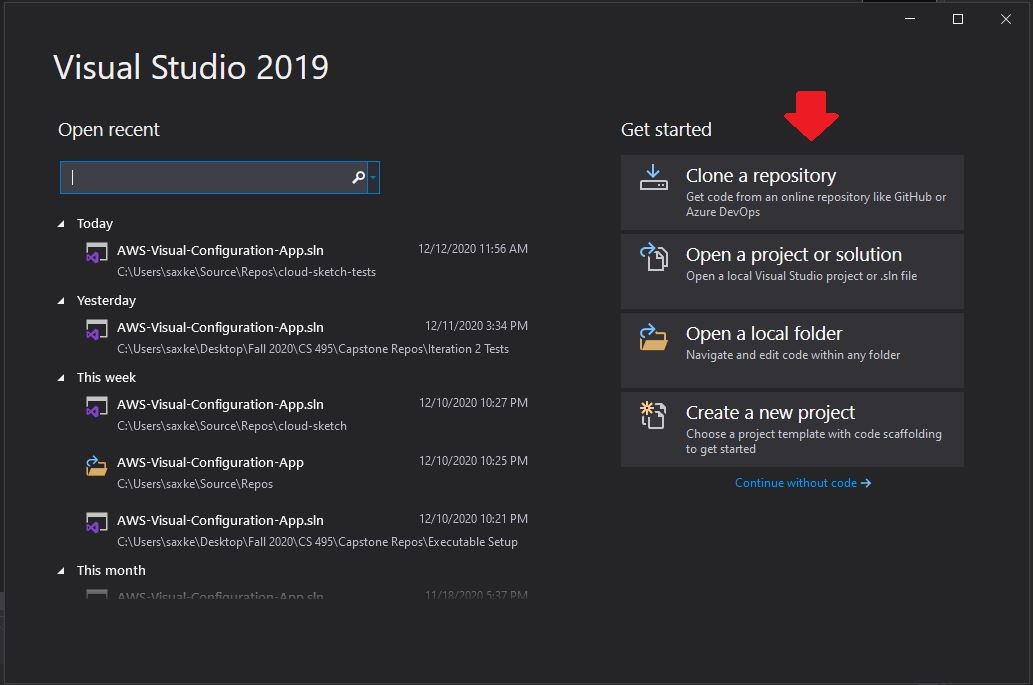 Visual Studio 2019
Open recent
Today
AWS-Visual-Configuration-App.sln 12/12/2020 11:56 AM
C:\Users\saxke\Source\Repos\cloud-sketch-tests
Yesterday
AWS-Visual-Configuration-App.sln 12/11/2020 3:34 PM
C:\Users\saxke\Desktop\Fall 2020\CS 495\Capstone Repos\Iteration 2 Tests
This week
AWS-Visual-Configuration-App.sln 12/10/2020 10:27 PM
C:\Users\saxke\Source\Repos\cloud-sketch
AWS-Visual-Configuration-App 12/10/2020 10:25 PM
C:\Users\saxke\Source\Repos
AWS-Visual-Configuration-App.sln 12/10/2020 10:21 PM
C:\Users\saxke\Desktop\Fall 2020\CS 495\Capstone Repos\Executable Setup
This month
AWS-Visual-Configuration-App.sln 11/18/2020 5:37 PM
Get started
Clone a repository
Get code from an online repository like GitHub or
Azure DevOps
Open a project or solution
Open a local Visual Studio project or .sln file
Open a local folder
Navigate and edit code within any folder
Create a new project
Choose a project template with code scaffolding
to get started
Continue without code →